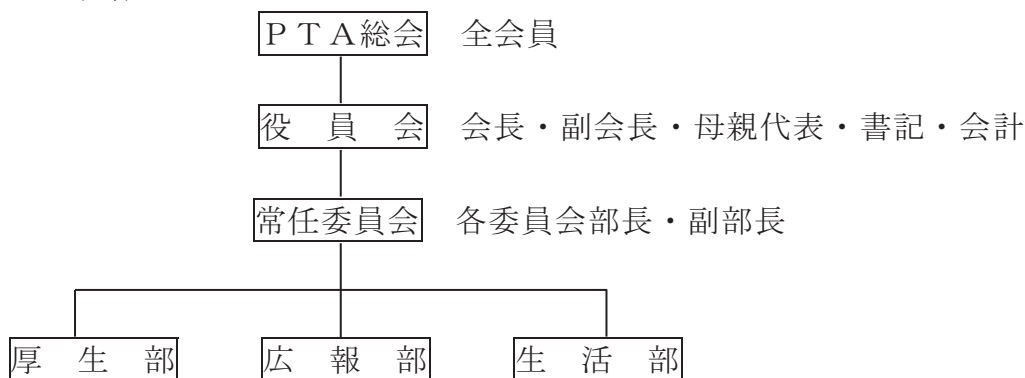 ＰＴＡ総会 全会員
役員会 会長・副会長・母親代表・書記・会計
常任委員会 各委員会部長・副部長
厚生部 広報部 生活部